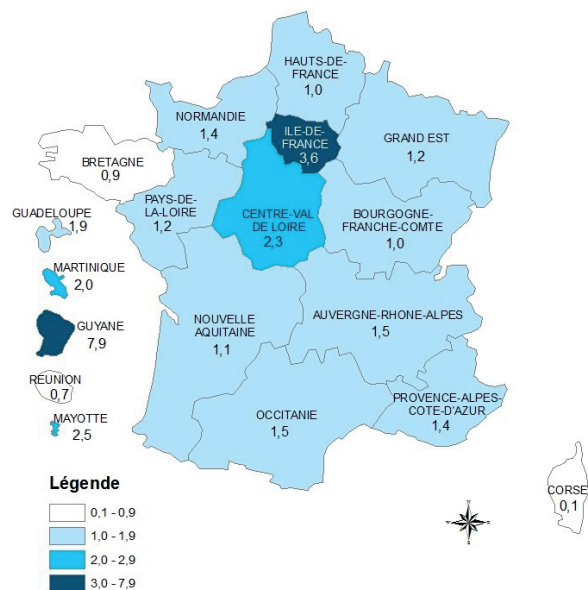 HAUTS-DE-
FRANCE
1,0
NORMANDIE
1,4
ILE-DE-
FRANCE
3,6
GRAND EST
1,2
BRETAGNE
0,9
PAYS-DE-
LA-LOIRE
1,2
CENTRE-VAL
DE LOIRE
2,3
BOURGOGNE-
FRANCHE-COMTE
1,0
GUADELOUPE
1,9
MARTINIQUE
2,0
GUYANE
7,9
REUNION
0,7
MAYOTTE
2,5
NOUVELLE
AQUITAINE
1,1
AUVERGNE-RHONE-ALPES
1,5
OCCITANIE
1,5
PROVENCE-ALPES-
COTE-D'AZUR
1,4
CORSE
0,1
Légende
0,1 - 0,9
1,0 - 1,9
2,0 - 2,9
3,0 - 7,9